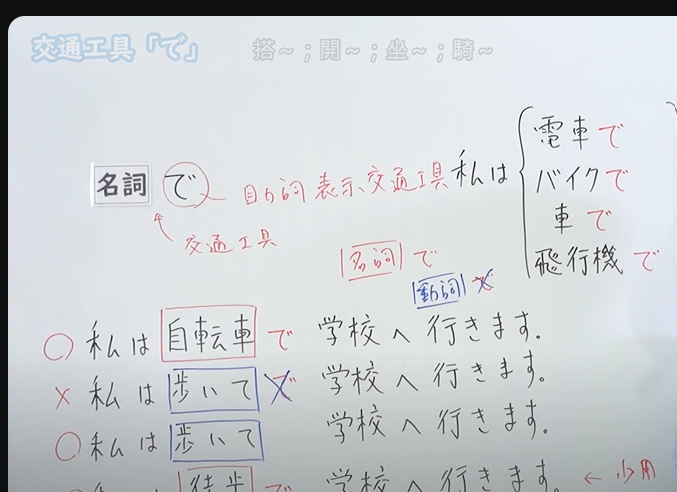 交通工具「で」 搭~；開~；坐~；騎~
名詞 で 助詞 表示交通工具
交通工具
名詞 で
動詞 で
私は
電車で
バイクで
車で
飛行機で
○ 私は 自転車 で 学校へ行きます。
× 私は 歩いて で 学校へ行きます。
○ 私は 歩いて 学校へ行きます。
徒歩 で 学校へ行きます。 ← 少用